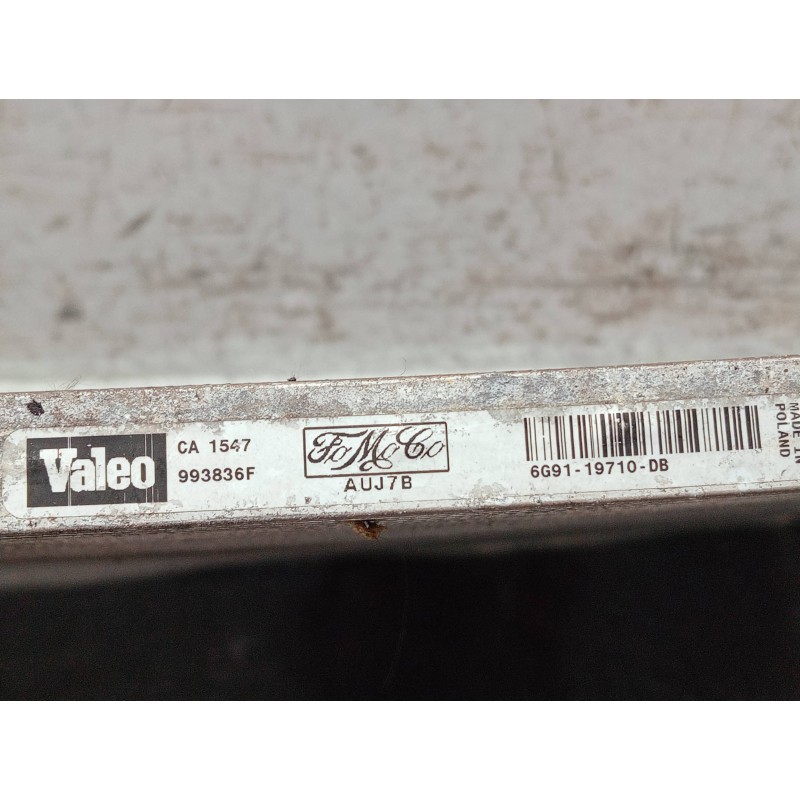 Valeo
CA 1547
993836F
FoMoCo
AUJ7B
6G91-19710-DB
MADE IN
POLAND